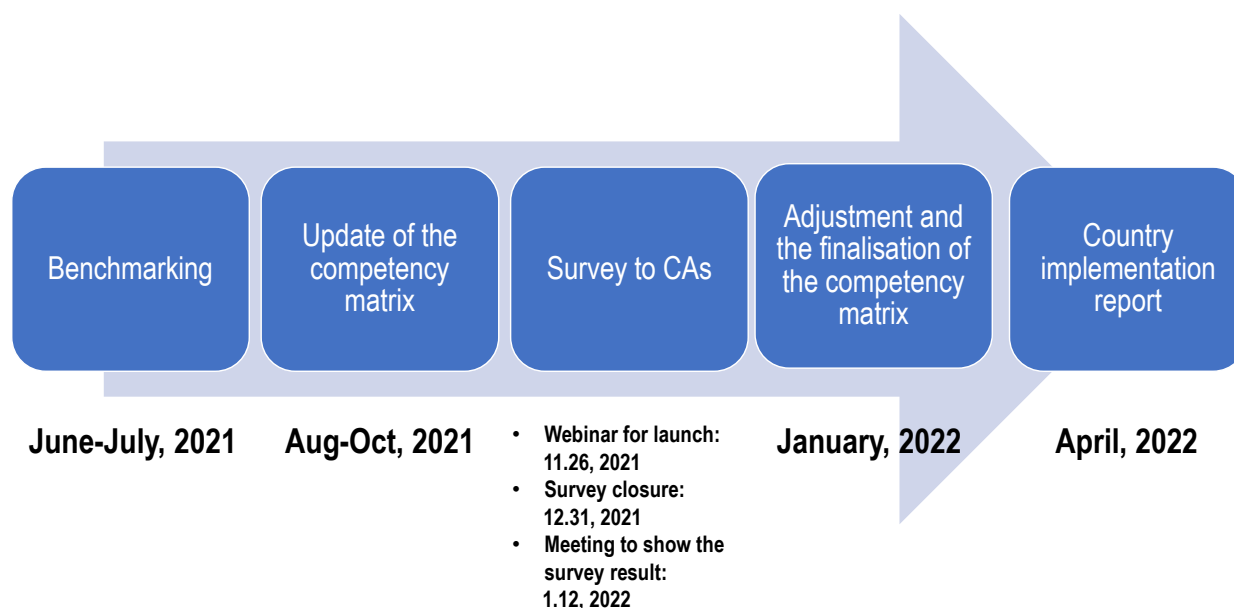 Benchmarking
Update of the
competency
matrix
Survey to CAs
Adjustment and
the finalisation of
the competency
matrix
Country
implementation
report
June-July, 2021
Aug-Oct, 2021
• Webinar for launch:
11.26, 2021
• Survey closure:
12.31, 2021
• Meeting to show the
survey result:
1.12, 2022
January, 2022
April, 2022